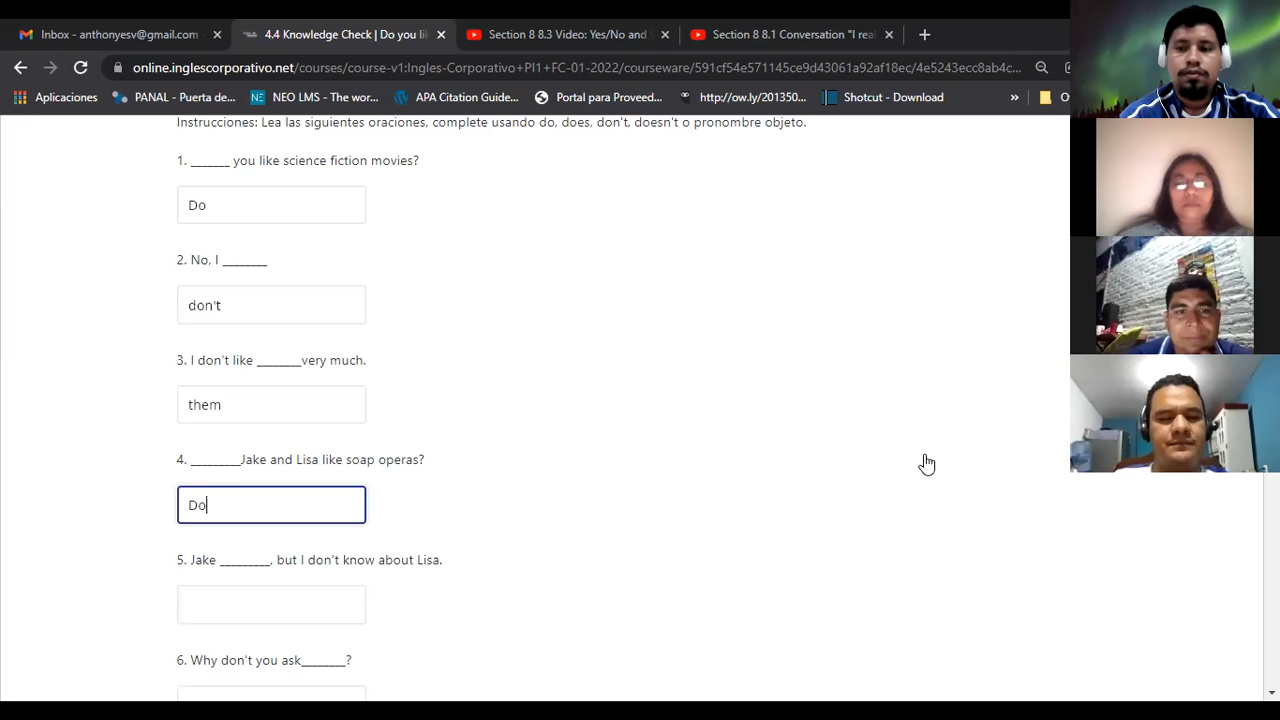 Inbox - anthonyesv@gmail.com
4.4 Knowledge Check | Do you li
Section 8 8.3 Video: Yes/No and
Section 8 8.1 Conversation "I rea
online.inglescorporativo.net/courses/course-v1:Ingles-Corporativo+PI1+FC-01-2022/courseware/591cf54e571145ce9d43061a92af18ec/4e5243ecc8ab4c...
Aplicaciones
PANAL - Puerta de...
NEO LMS - The wor...
APA Citation Guide...
Portal para Proveed...
http://ow.ly/201350...
Shotcut - Download
»
Instrucciones: Lea las siguientes oraciones, complete usando do, does, don't, doesn't o pronombre objeto.
1. _______ you like science fiction movies?
Do
2. No, I ________
don't
3. I don't like ________very much.
them
4. _________Jake and Lisa like soap operas?
Do
5. Jake _________, but I don't know about Lisa.
6. Why don't you ask________?